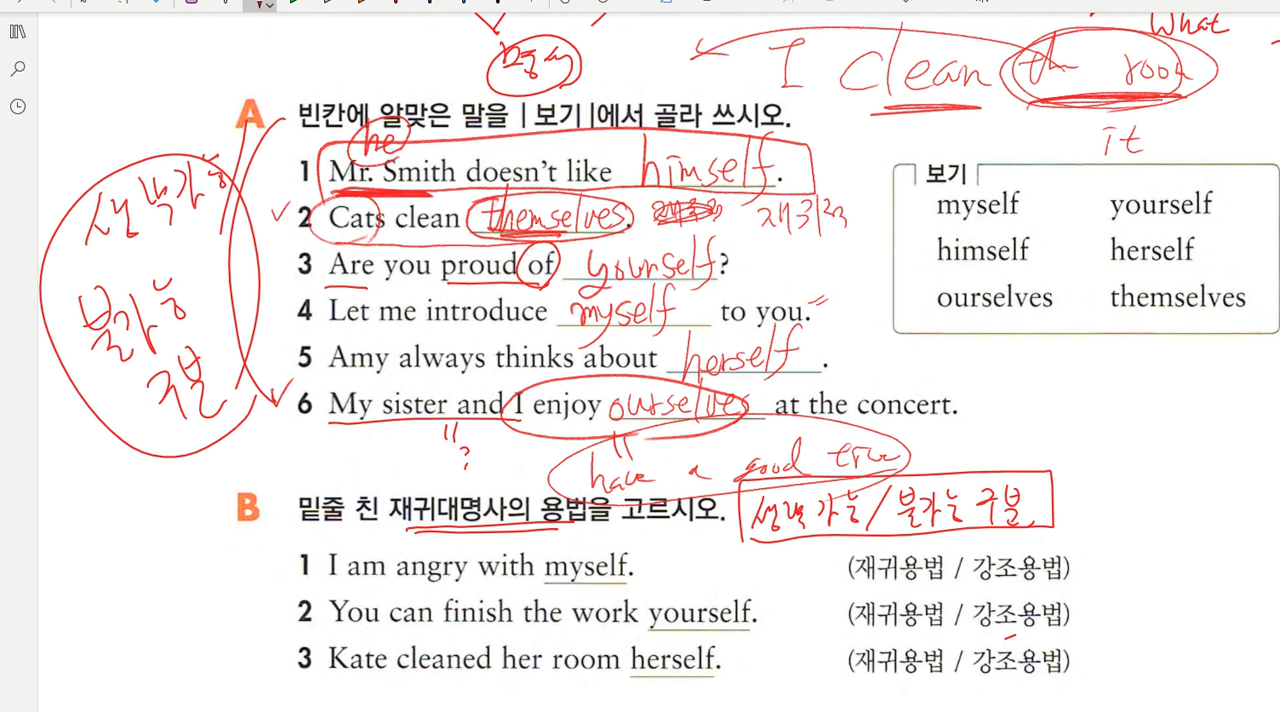 What
I clean the room
it
A 빈칸에 알맞은 말을 |보기|에서 골라 쓰시오.
he
1 Mr. Smith doesn't like himself.
2 Cats clean themselves.
3 Are you proud of yourself?
4 Let me introduce myself to you.
5 Amy always thinks about herself.
6 My sister and I enjoy ourselves at the concert.
?
have a good time
보기
myself yourself
himself herself
ourselves themselves
생략가능
불가능
구분
B 밑줄 친 재귀대명사의 용법을 고르시오. 생략 가능/불가능 구분
1 I am angry with myself. (재귀용법 / 강조용법)
2 You can finish the work yourself. (재귀용법 / 강조용법)
3 Kate cleaned her room herself. (재귀용법 / 강조용법)